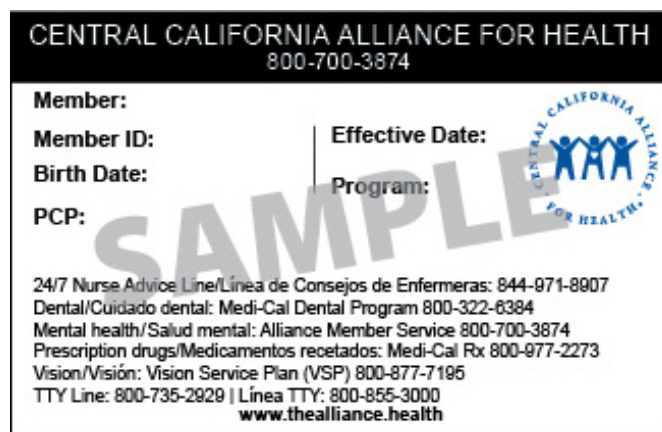 CENTRAL CALIFORNIA ALLIANCE FOR HEALTH
800-700-3874
Member:
Member ID:
Effective Date:
Birth Date:
Program:
PCP:
CENTRAL CALIFORNIA ALLIANCE
FOR HEALTH
SAMPLE
24/7 Nurse Advice Line/Línea de Consejos de Enfermeras: 844-971-8907
Dental/Cuidado dental: Medi-Cal Dental Program 800-322-6384
Mental health/Salud mental: Alliance Member Service 800-700-3874
Prescription drugs/Medicamentos recetados: Medi-Cal Rx 800-977-2273
Vision/Visión: Vision Service Plan (VSP) 800-877-7195
TTY Line: 800-735-2929 | Línea TTY: 800-855-3000
www.thealliance.health